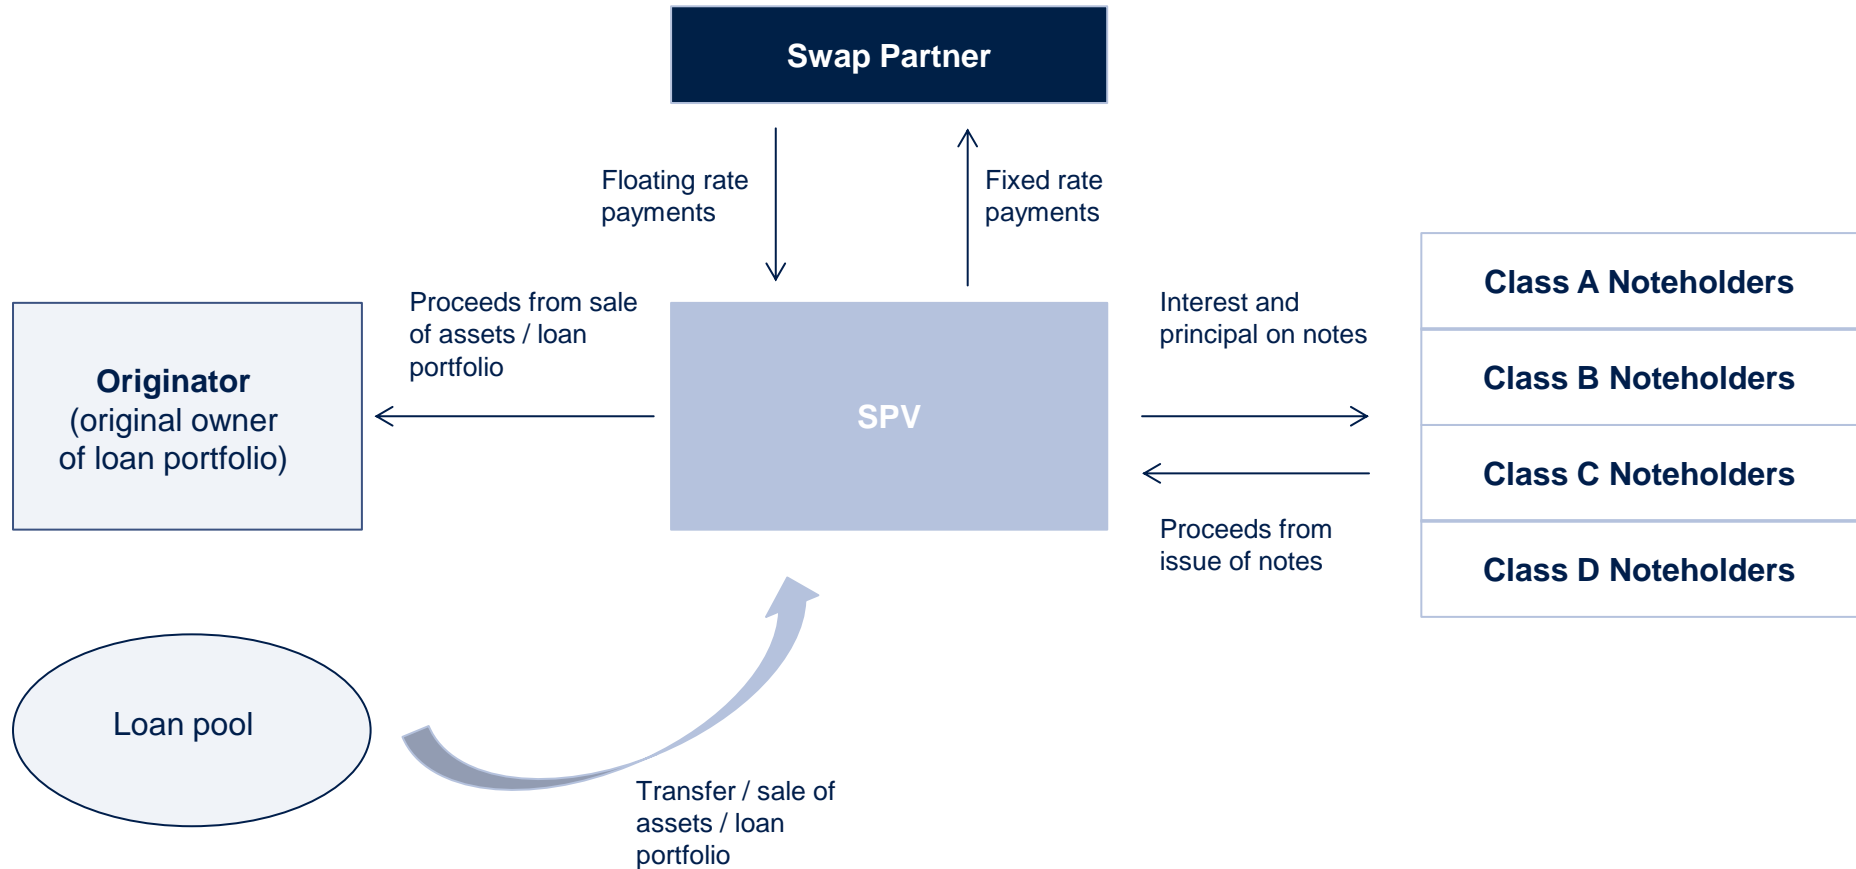 Swap Partner
Floating rate
payments
Fixed rate
payments
Proceeds from sale
of assets / loan
portfolio
Originator
(original owner
of loan portfolio)
SPV
Interest and
principal on notes
Proceeds from
issue of notes
Class A Noteholders
Class B Noteholders
Class C Noteholders
Class D Noteholders
Loan pool
Transfer / sale of
assets / loan
portfolio